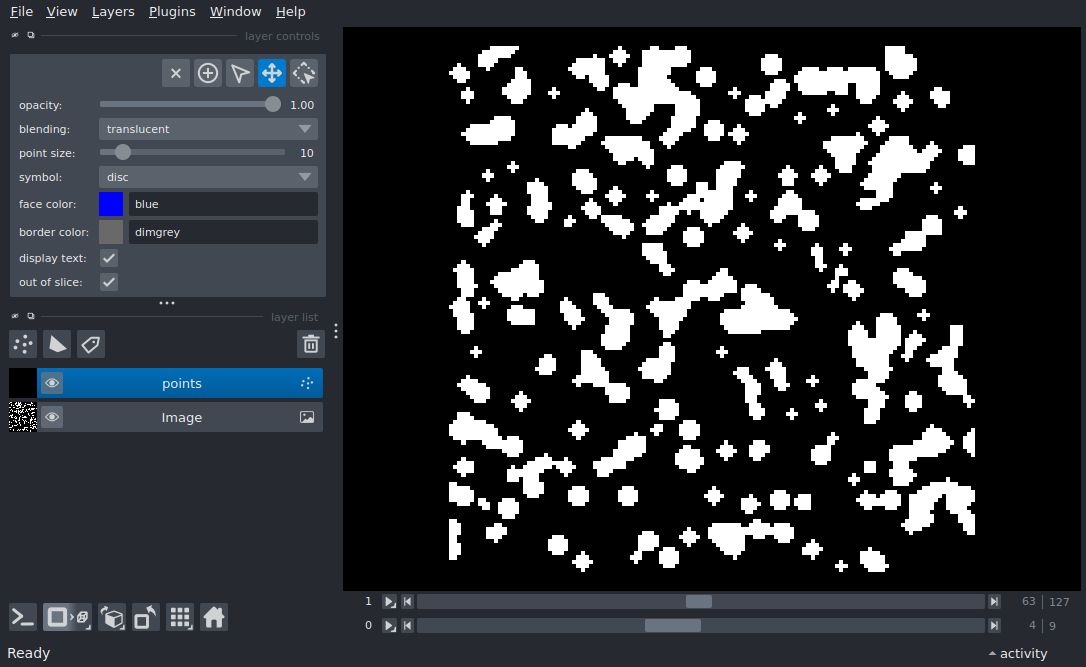 File View Layers Plugins Window Help
layer controls
opacity: 1.00
blending: translucent
point size: 10
symbol: disc
face color: blue
border color: dimgrey
display text:
out of slice:
layer list
points
Image
1 63 | 127
0 4 | 9
Ready activity